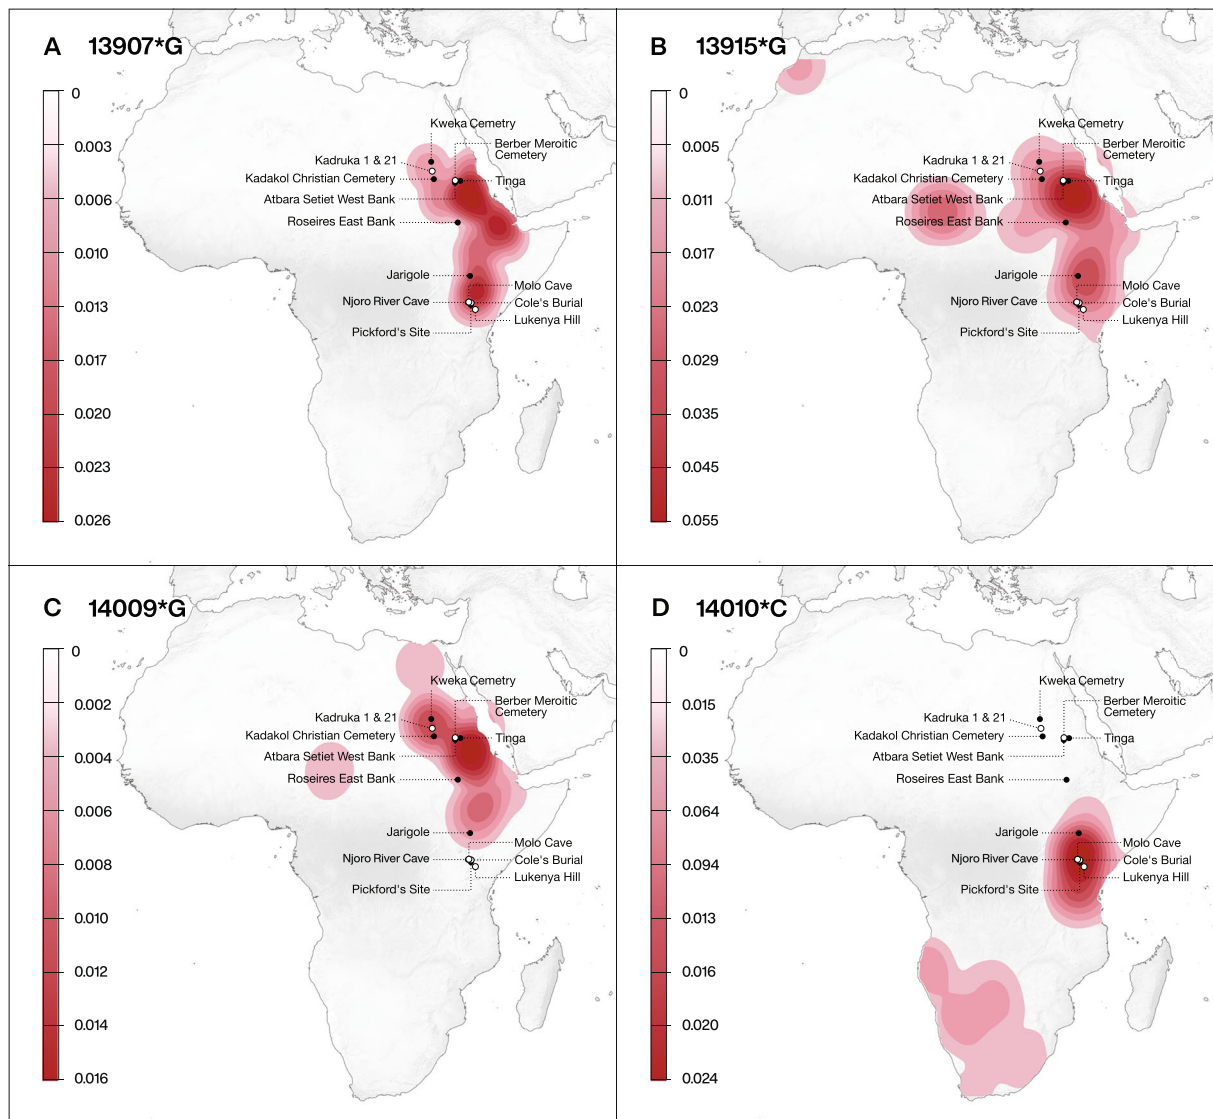 A 13907*G
0
0.003
0.006
0.010
0.013
0.017
0.020
0.023
0.026
Kweka Cemetry
Berber Meroitic
Cemetery
Kadruka 1 & 21
Kadakol Christian Cemetery
Tinga
Atbara Setiet West Bank
Roseires East Bank
Jarigole
Molo Cave
Njoro River Cave
Cole's Burial
Lukenya Hill
Pickford's Site
B 13915*G
0
0.005
0.011
0.017
0.023
0.029
0.035
0.045
0.055
Kweka Cemetry
Berber Meroitic
Cemetery
Kadruka 1 & 21
Kadakol Christian Cemetery
Tinga
Atbara Setiet West Bank
Roseires East Bank
Jarigole
Molo Cave
Njoro River Cave
Cole's Burial
Lukenya Hill
Pickford's Site
C 14009*G
0
0.002
0.004
0.006
0.008
0.010
0.012
0.014
0.016
Kweka Cemetry
Berber Meroitic
Cemetery
Kadruka 1 & 21
Kadakol Christian Cemetery
Tinga
Atbara Setiet West Bank
Roseires East Bank
Jarigole
Molo Cave
Njoro River Cave
Cole's Burial
Lukenya Hill
Pickford's Site
D 14010*C
0
0.015
0.035
0.064
0.094
0.013
0.016
0.020
0.024
Kweka Cemetry
Berber Meroitic
Cemetery
Kadruka 1 & 21
Kadakol Christian Cemetery
Tinga
Atbara Setiet West Bank
Roseires East Bank
Jarigole
Molo Cave
Njoro River Cave
Cole's Burial
Lukenya Hill
Pickford's Site